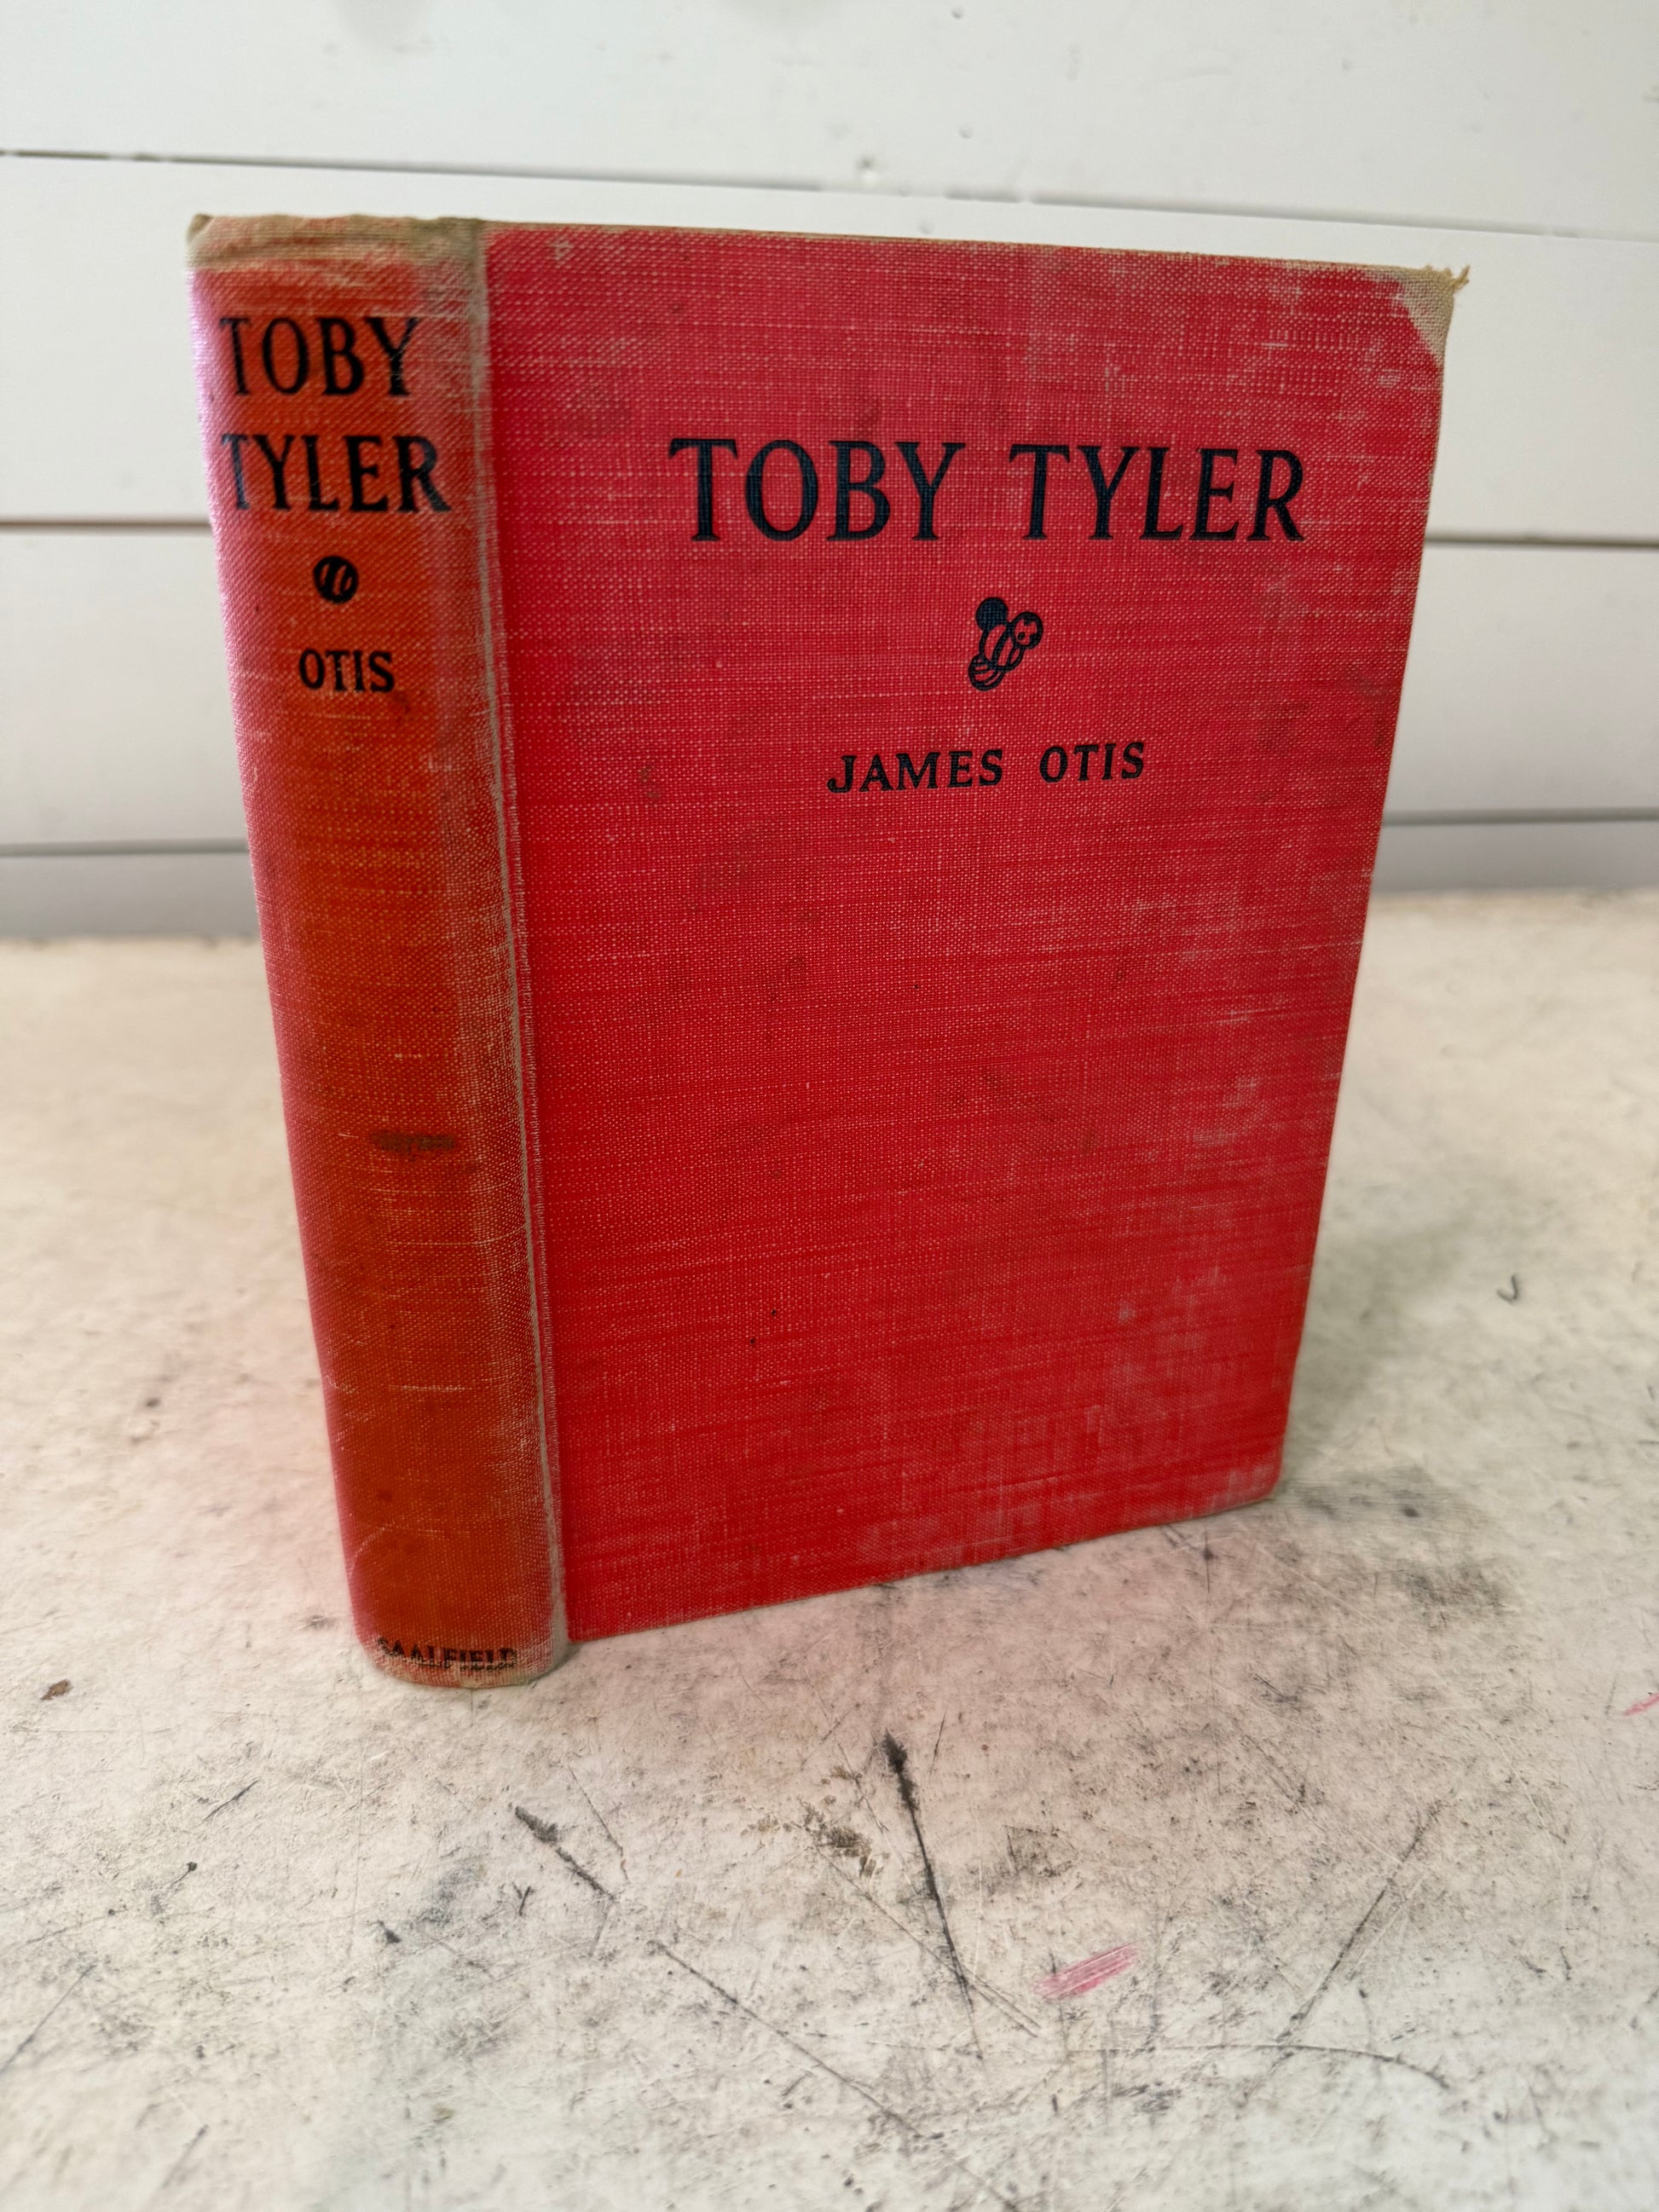 TOBY
TYLER
OTIS
SAALFIELD
TOBY TYLER
JAMES OTIS